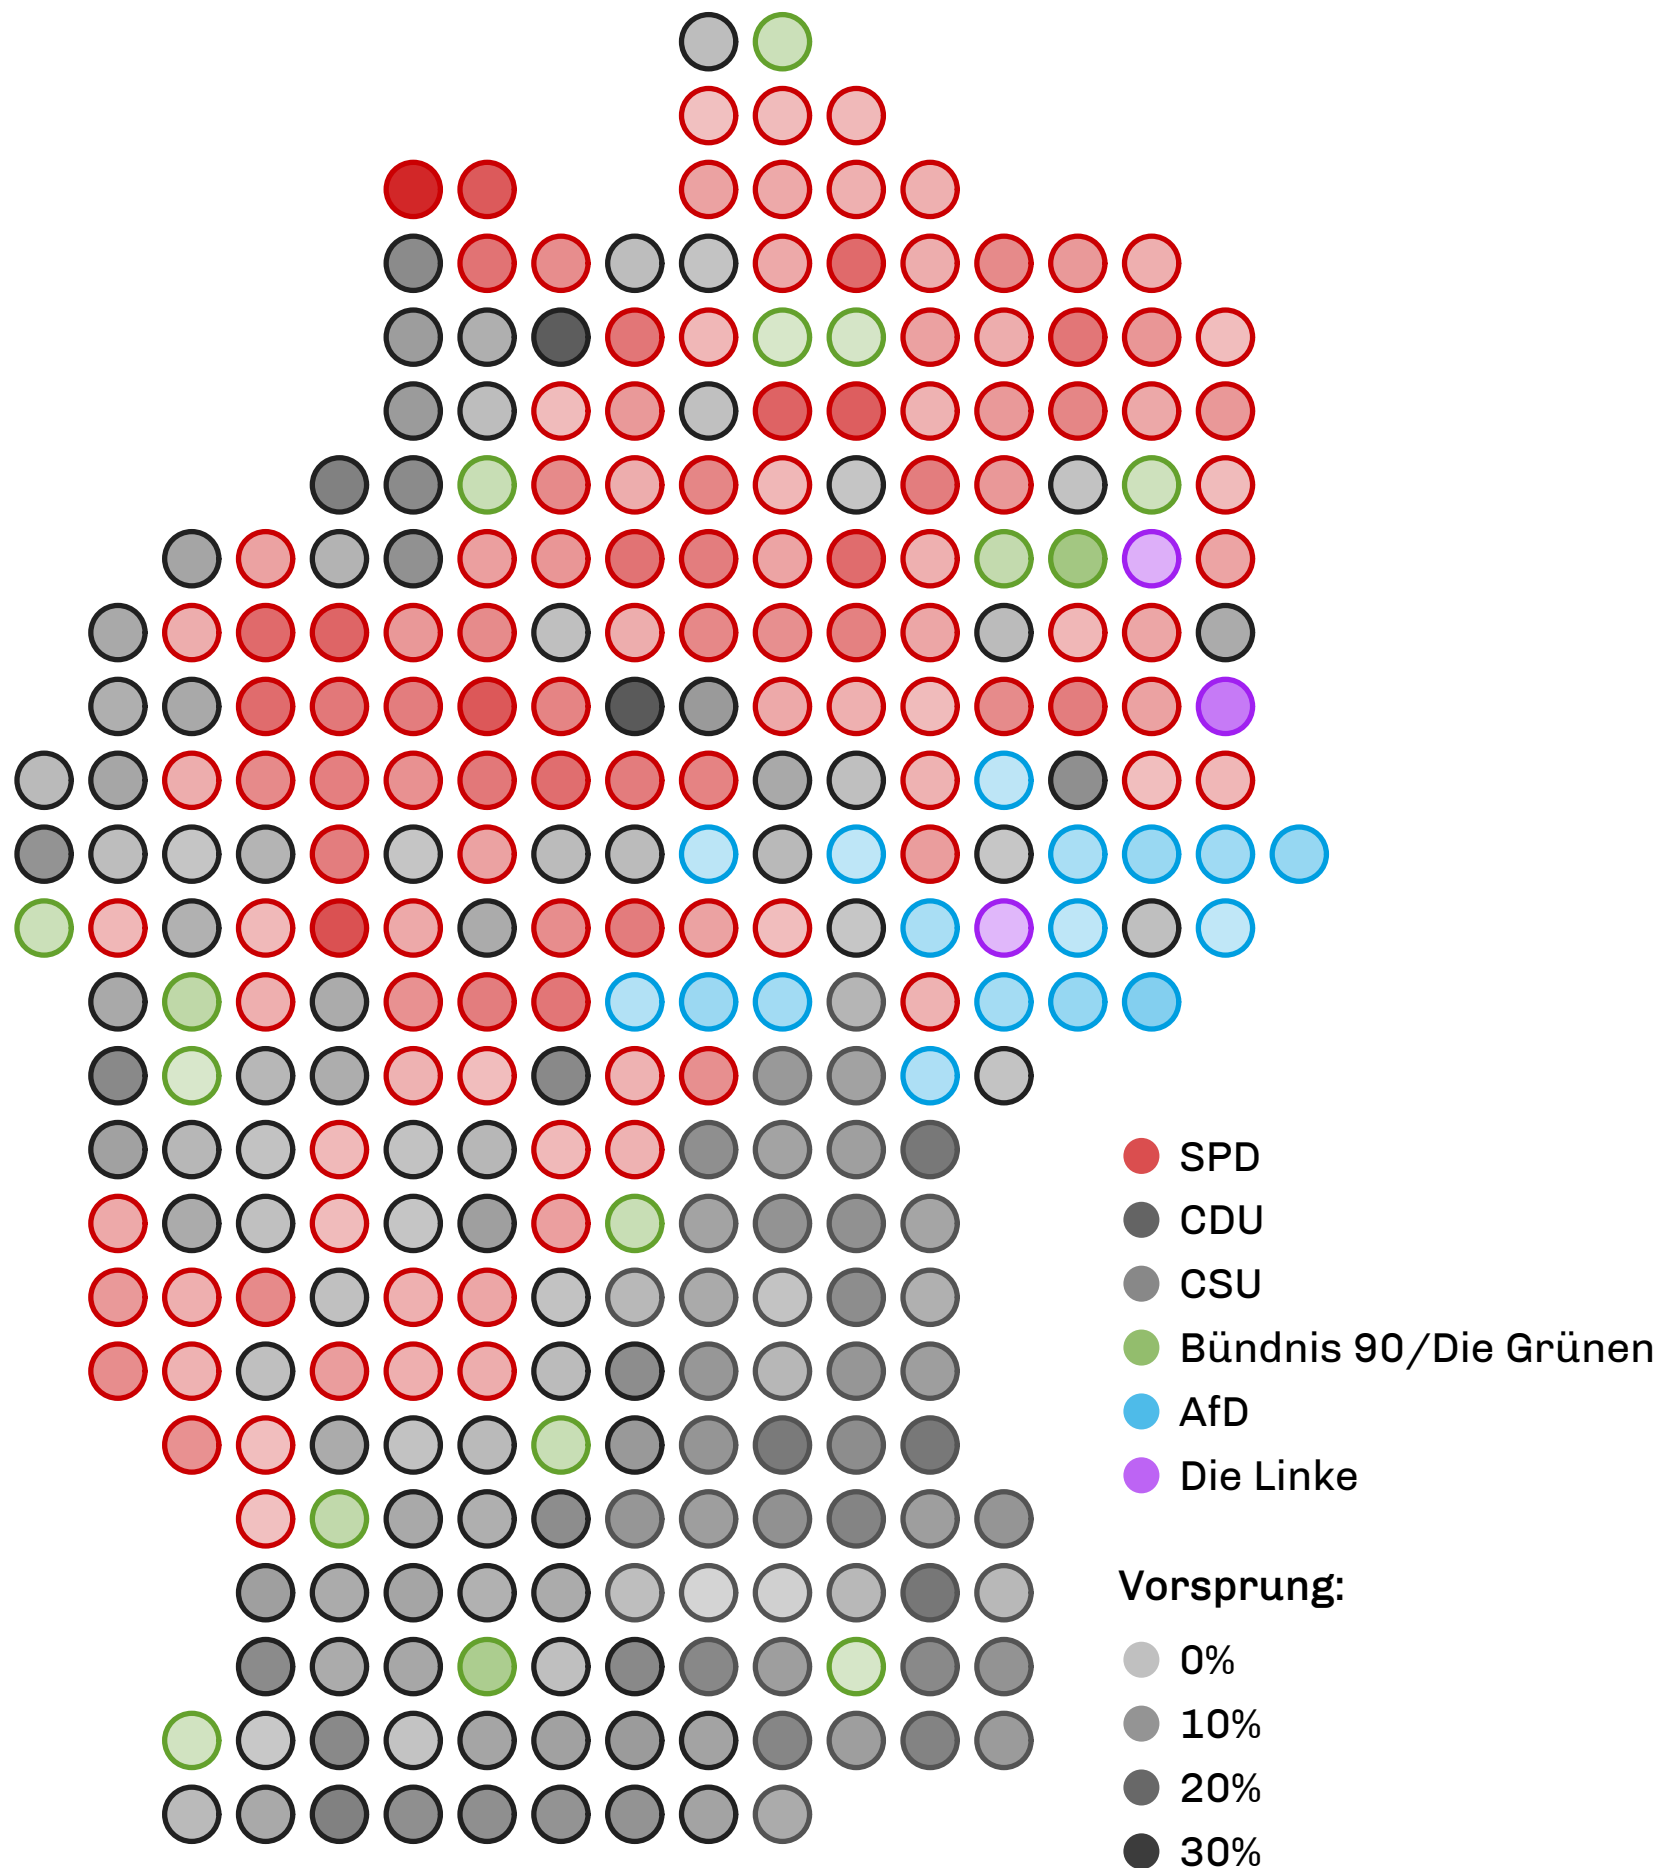 SPD
CDU
CSU
Bündnis 90/Die Grünen
AfD
Die Linke
Vorsprung:
0%
10%
20%
30%